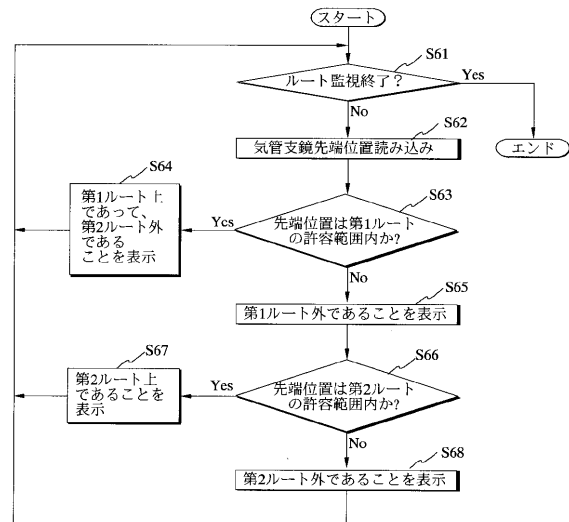 スタート
S61
ルート監視終了？
Yes
No
エンド
S62
気管支鏡先端位置読み込み
S64
第1ルート上
であって、
第2ルート外
である
ことを表示
S63
Yes
先端位置は第1ルート
の許容範囲内か?
No
S65
第1ルート外であることを表示
S67
第2ルート上
であることを
表示
S66
Yes
先端位置は第2ルート
の許容範囲内か?
No
S68
第2ルート外であることを表示